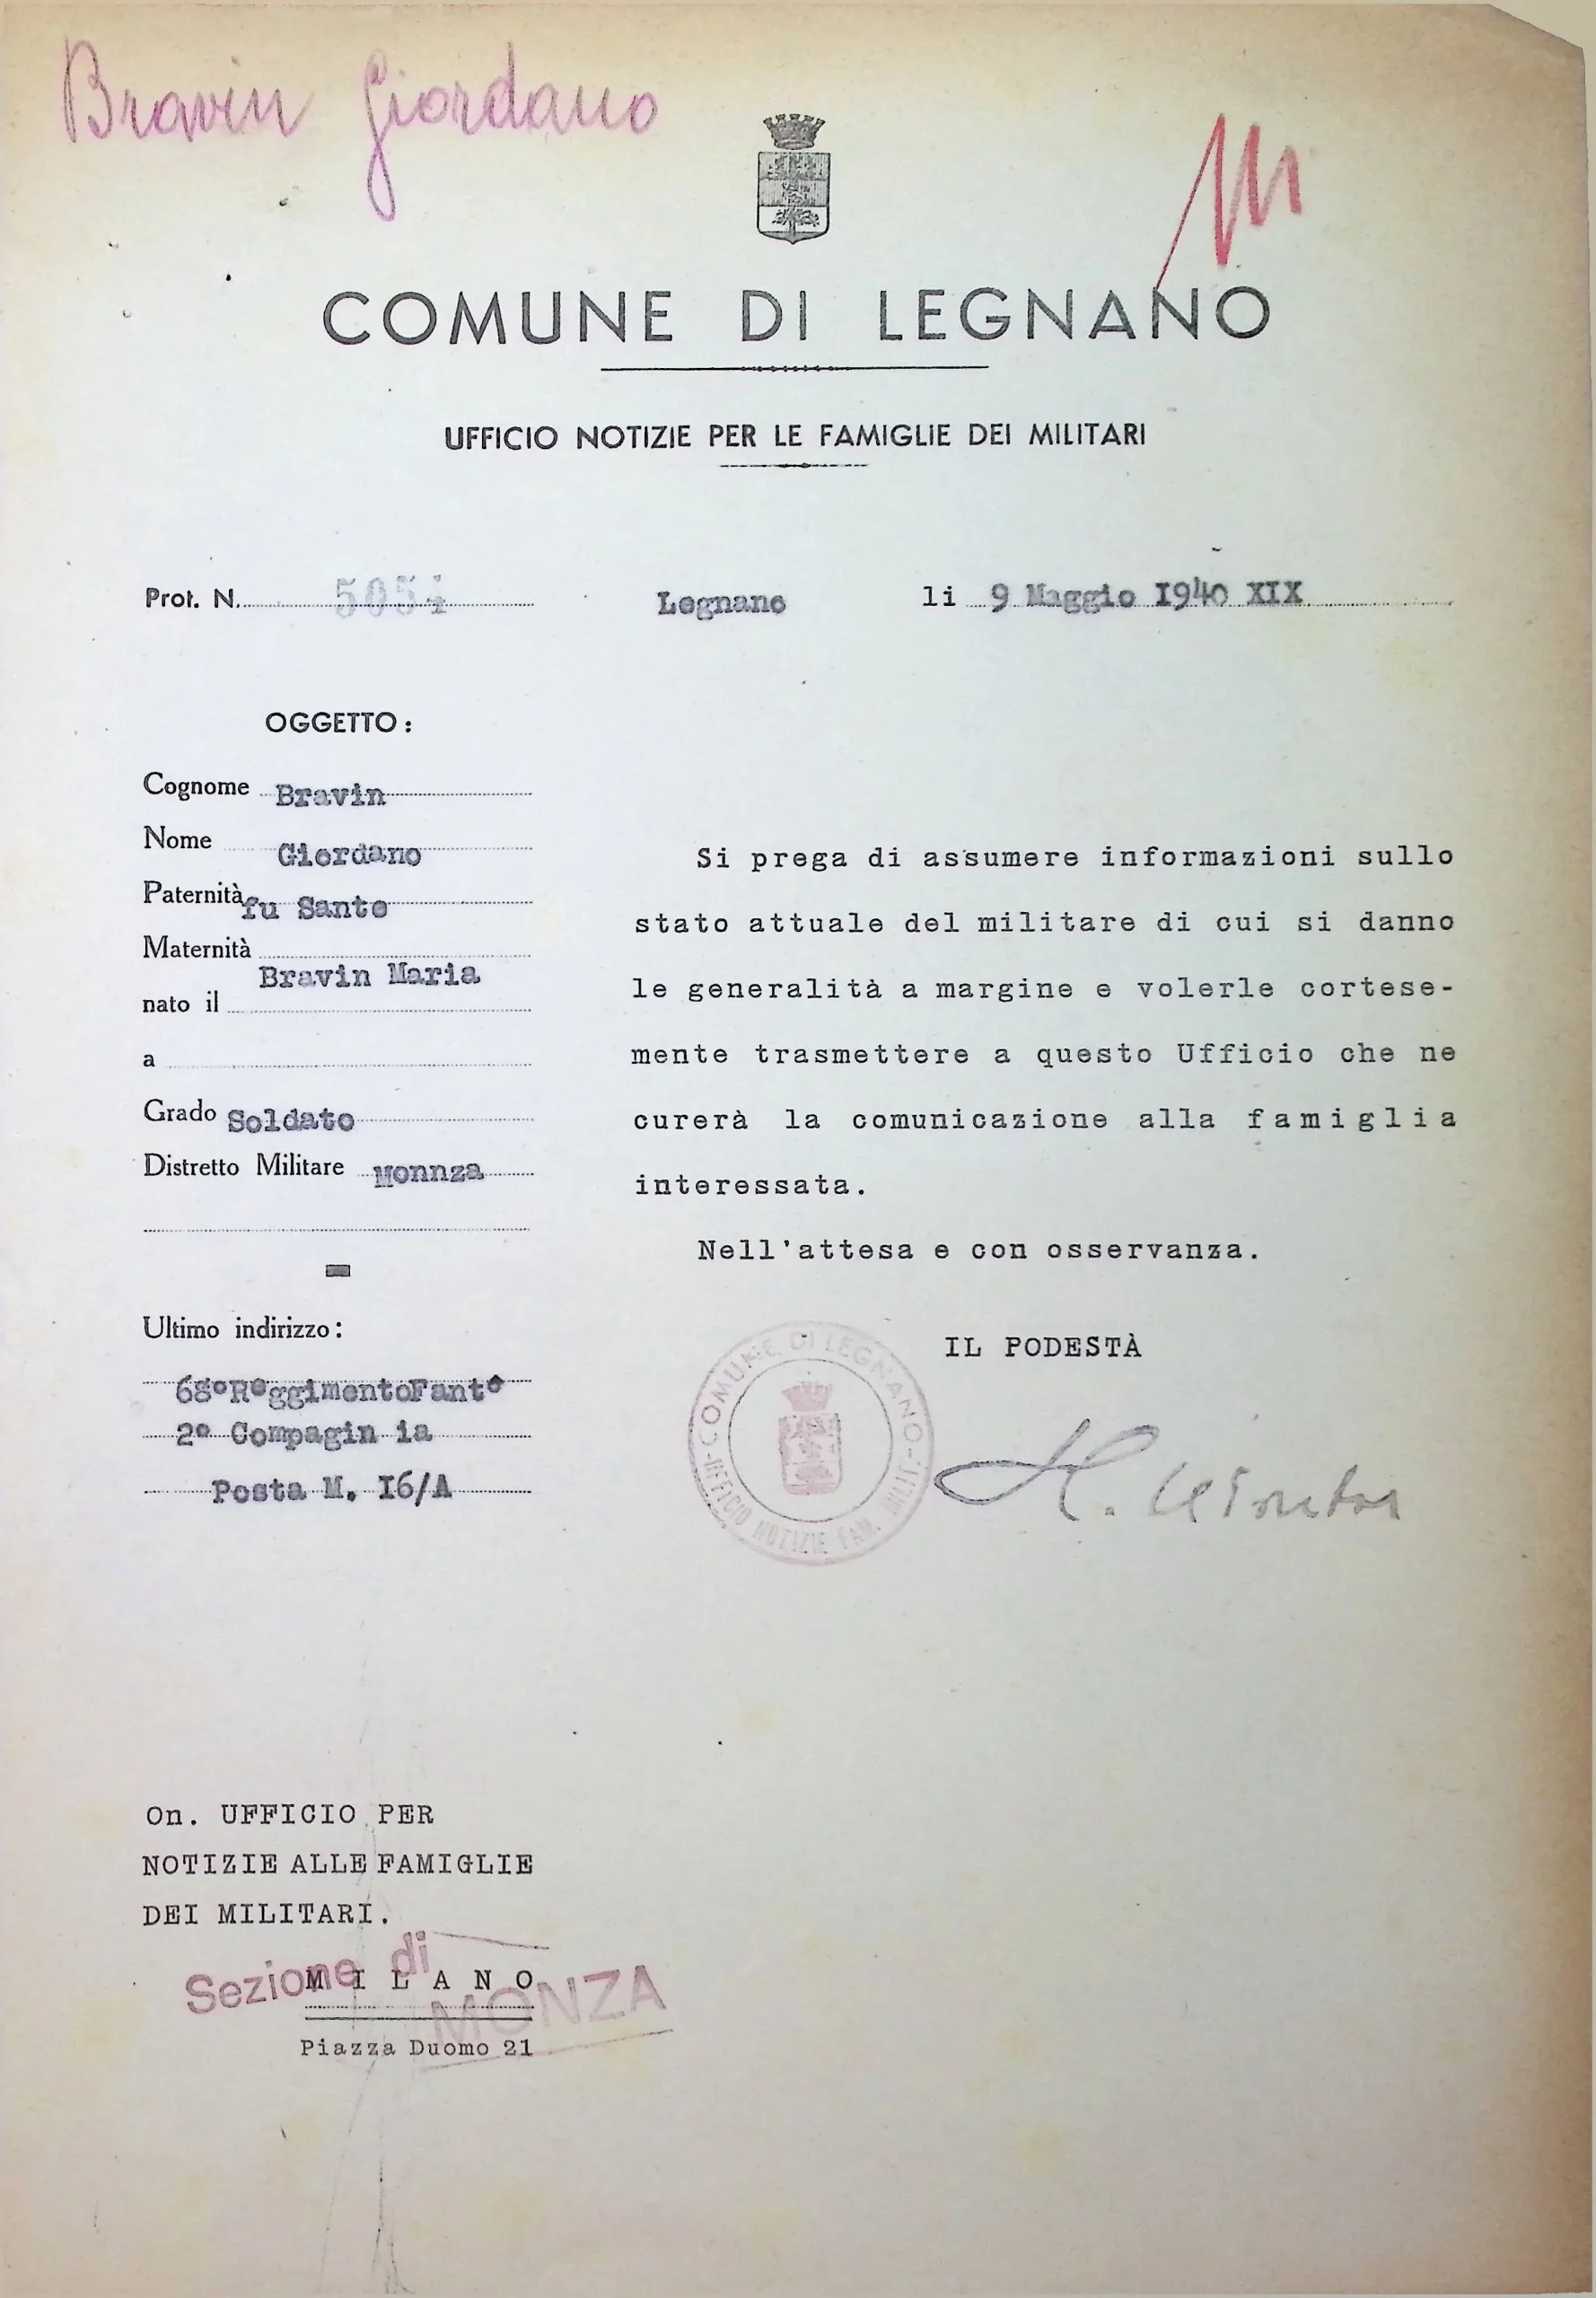 Bravin Giordano
COMUNE DI LEGNANO
UFFICIO NOTIZIE PER LE FAMIGLIE DEI MILITARI
Prot. N. 5054 Legnano li 9 Maggio 1940 XIX
OGGETTO:
Cognome Bravin
Nome Giordano
Paternità fu Sante
Maternità
Bravin Maria
nato il
a
Grado Soldato
Distretto Militare Monnza
Ultimo indirizzo:
68° Reggimento Fant°
2° Compagin ia
Posta M. 16/A
Si prega di assumere informazioni sullo
stato attuale del militare di cui si danno
le generalità a margine e volerle cortese-
mente trasmettere a questo Ufficio che ne
curerà la comunicazione alla famiglia
interessata.
Nell'attesa e con osservanza.
IL PODESTÀ
COMUNE DI LEGNANO
UFFICIO NOTIZIE FAM. MILIT.
On. UFFICIO PER
NOTIZIE ALLE FAMIGLIE
DEI MILITARI.
MILANO
Sezione di
MONZA
Piazza Duomo 21